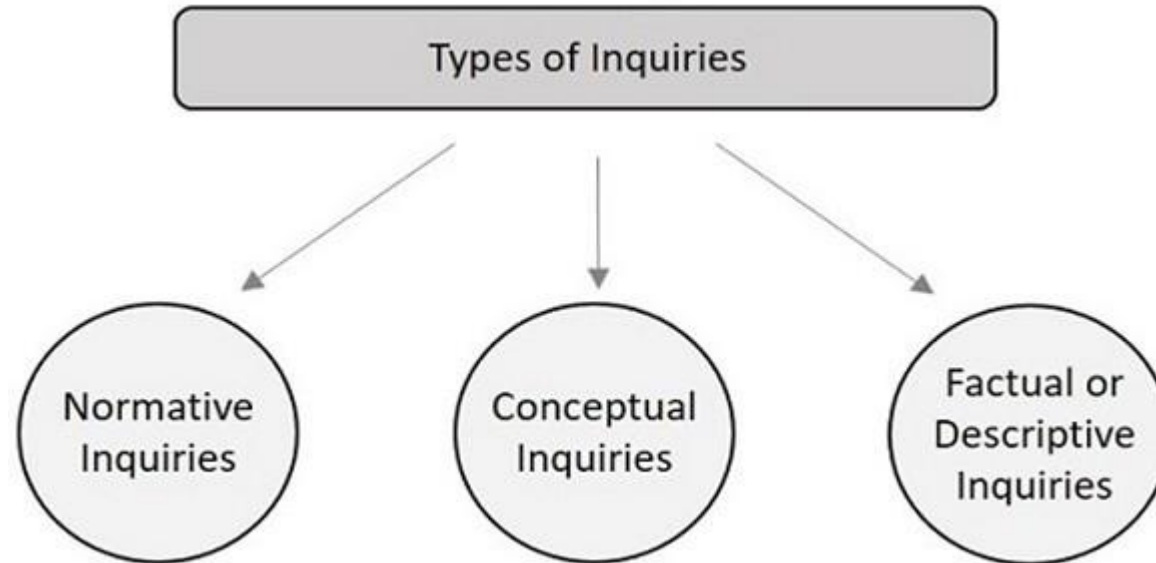 Types of Inquiries
Normative
Inquiries
Conceptual
Inquiries
Factual or
Descriptive
Inquiries